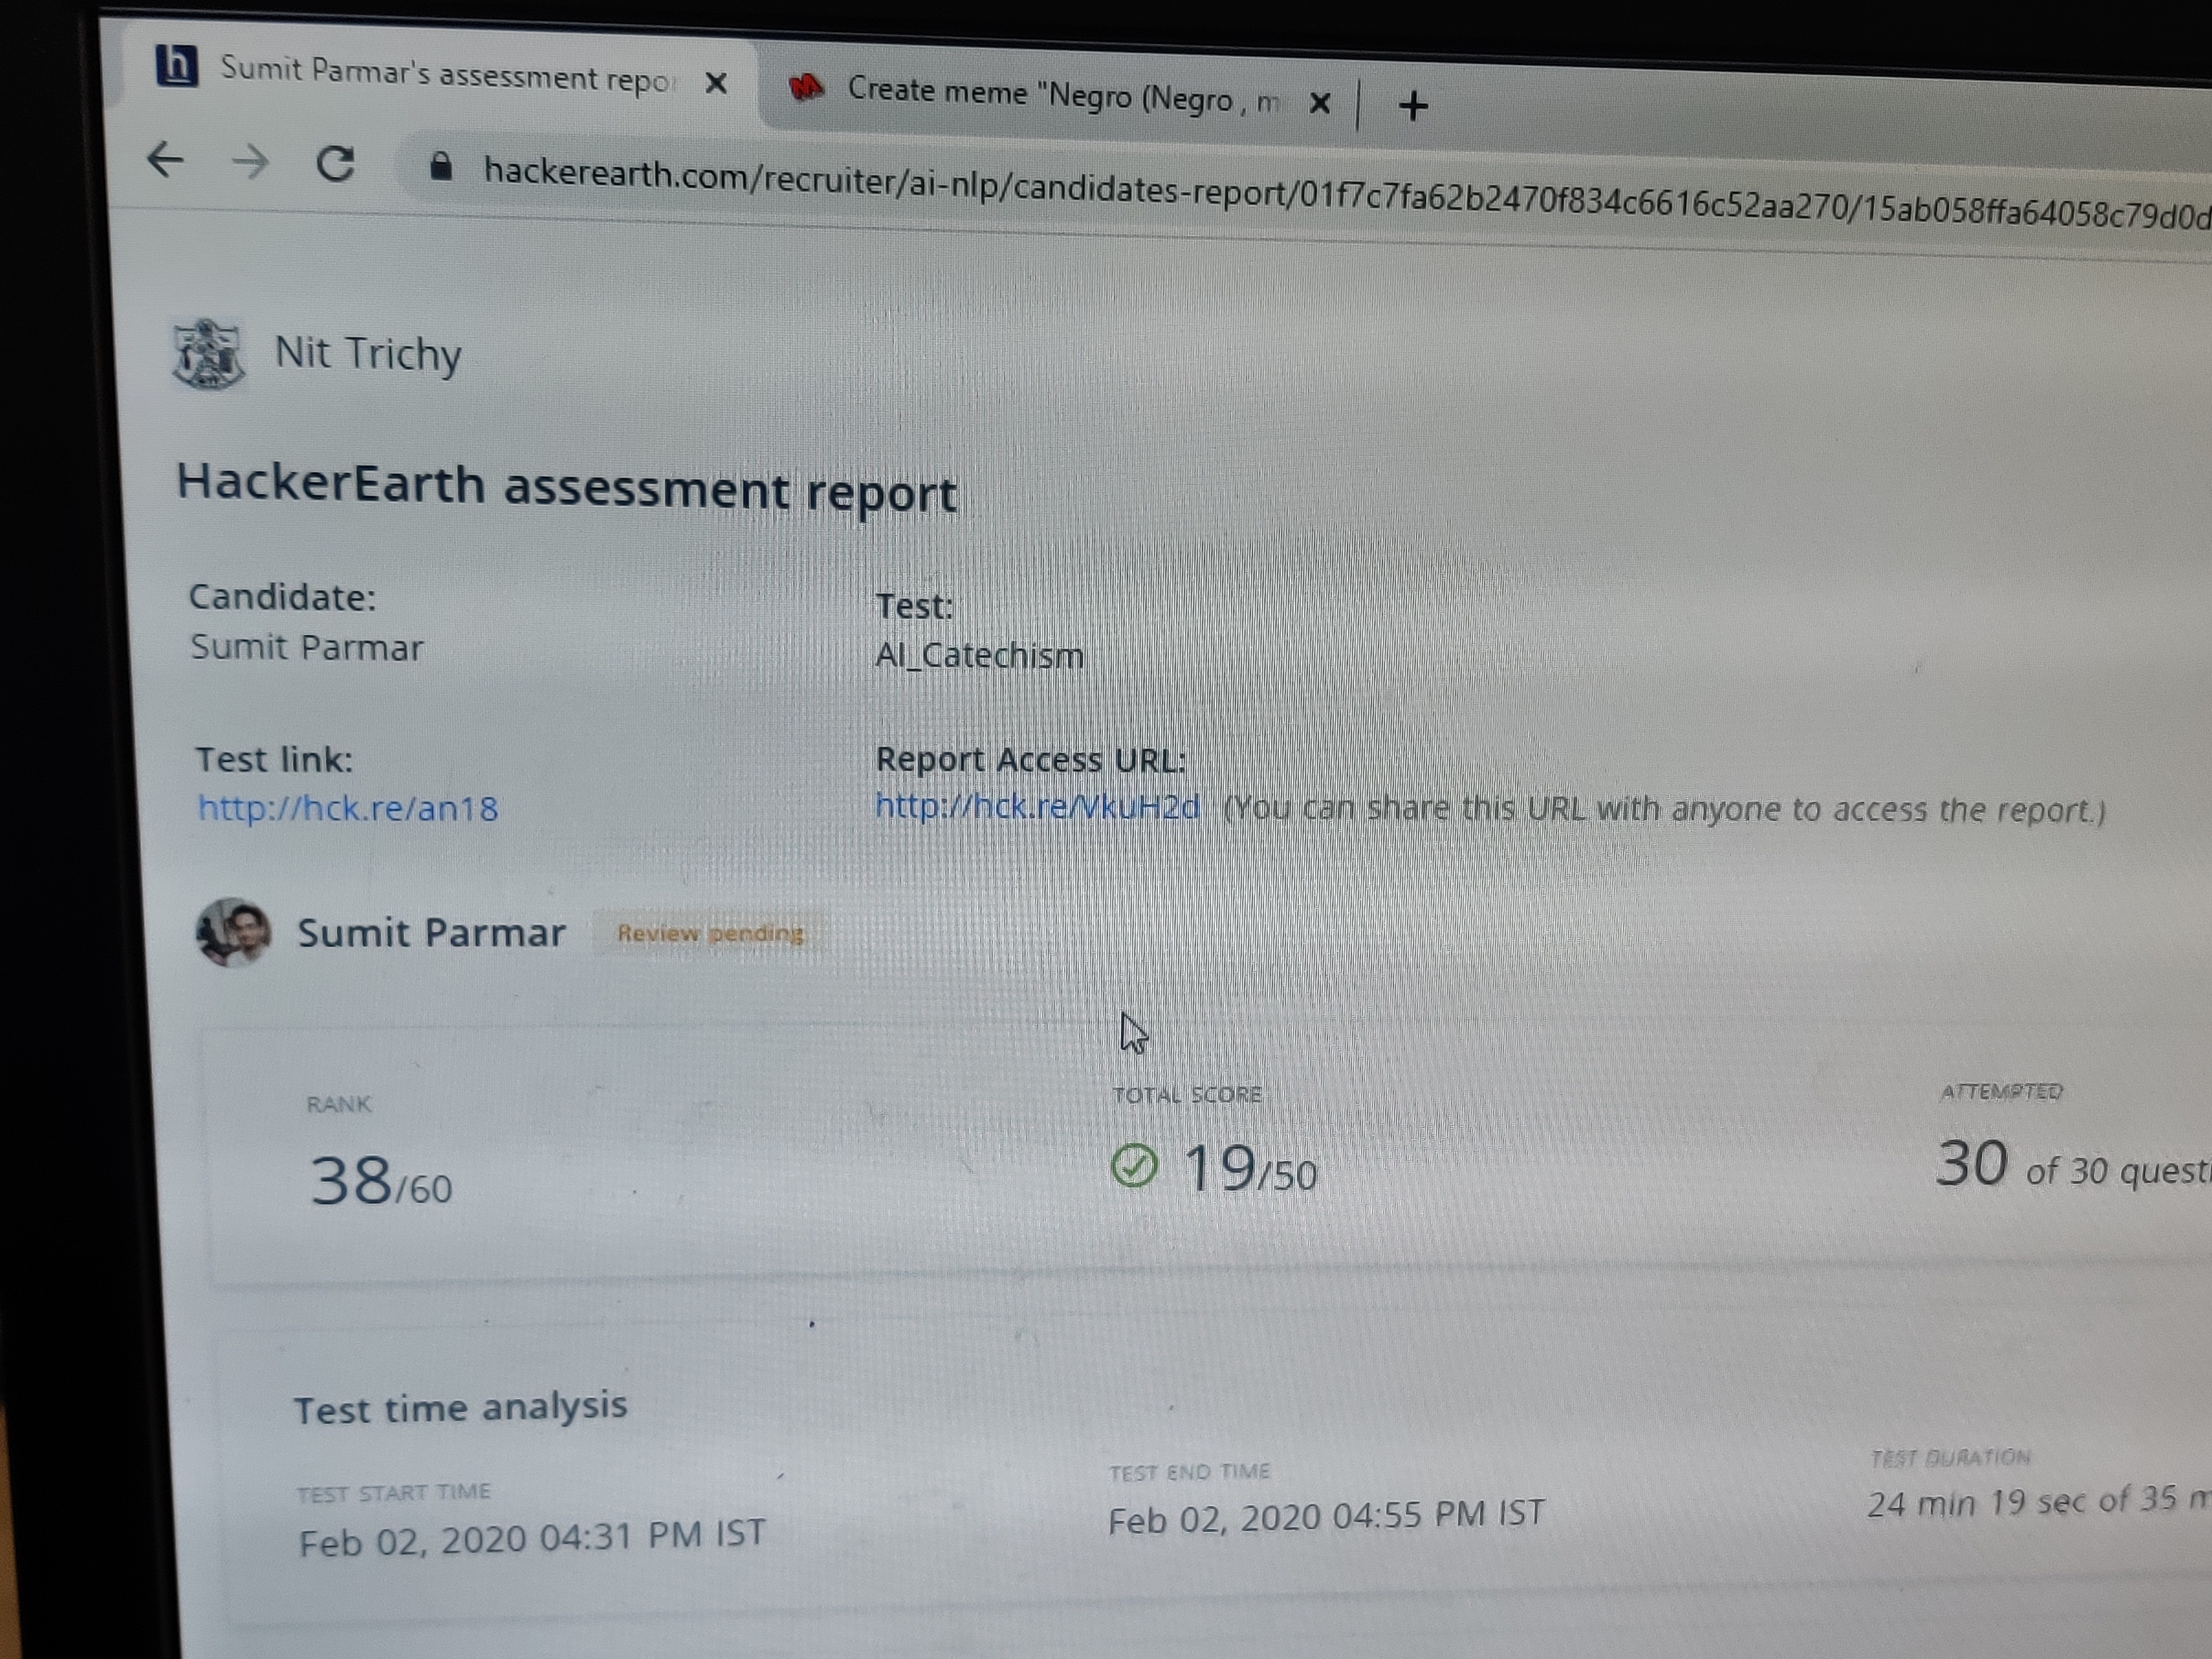 Sumit Parmar's assessment repo
Create meme "Negro (Negro , m
hackerearth.com/recruiter/ai-nlp/candidates-report/01f7c7fa62b2470f834c6616c52aa270/15ab058ffa64058c79d0d
Nit Trichy
HackerEarth assessment report
Candidate:
Sumit Parmar
Test:
AI_Catechism
Test link:
http://hck.re/an18
Report Access URL:
http://hck.re/VkuH2d (You can share this URL with anyone to access the report.)
Sumit Parmar Review pending
RANK
38/60
TOTAL SCORE
19/50
ATTEMPTED
30 of 30 questi
Test time analysis
TEST START TIME
Feb 02, 2020 04:31 PM IST
TEST END TIME
Feb 02, 2020 04:55 PM IST
TEST DURATION
24 min 19 sec of 35 m